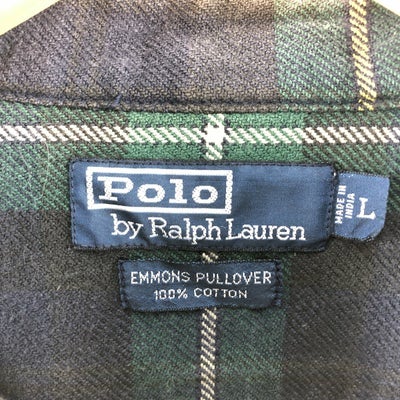 Polo
by Ralph Lauren
MADE IN
INDIA
L
EMMONS PULLOVER
100% COTTON